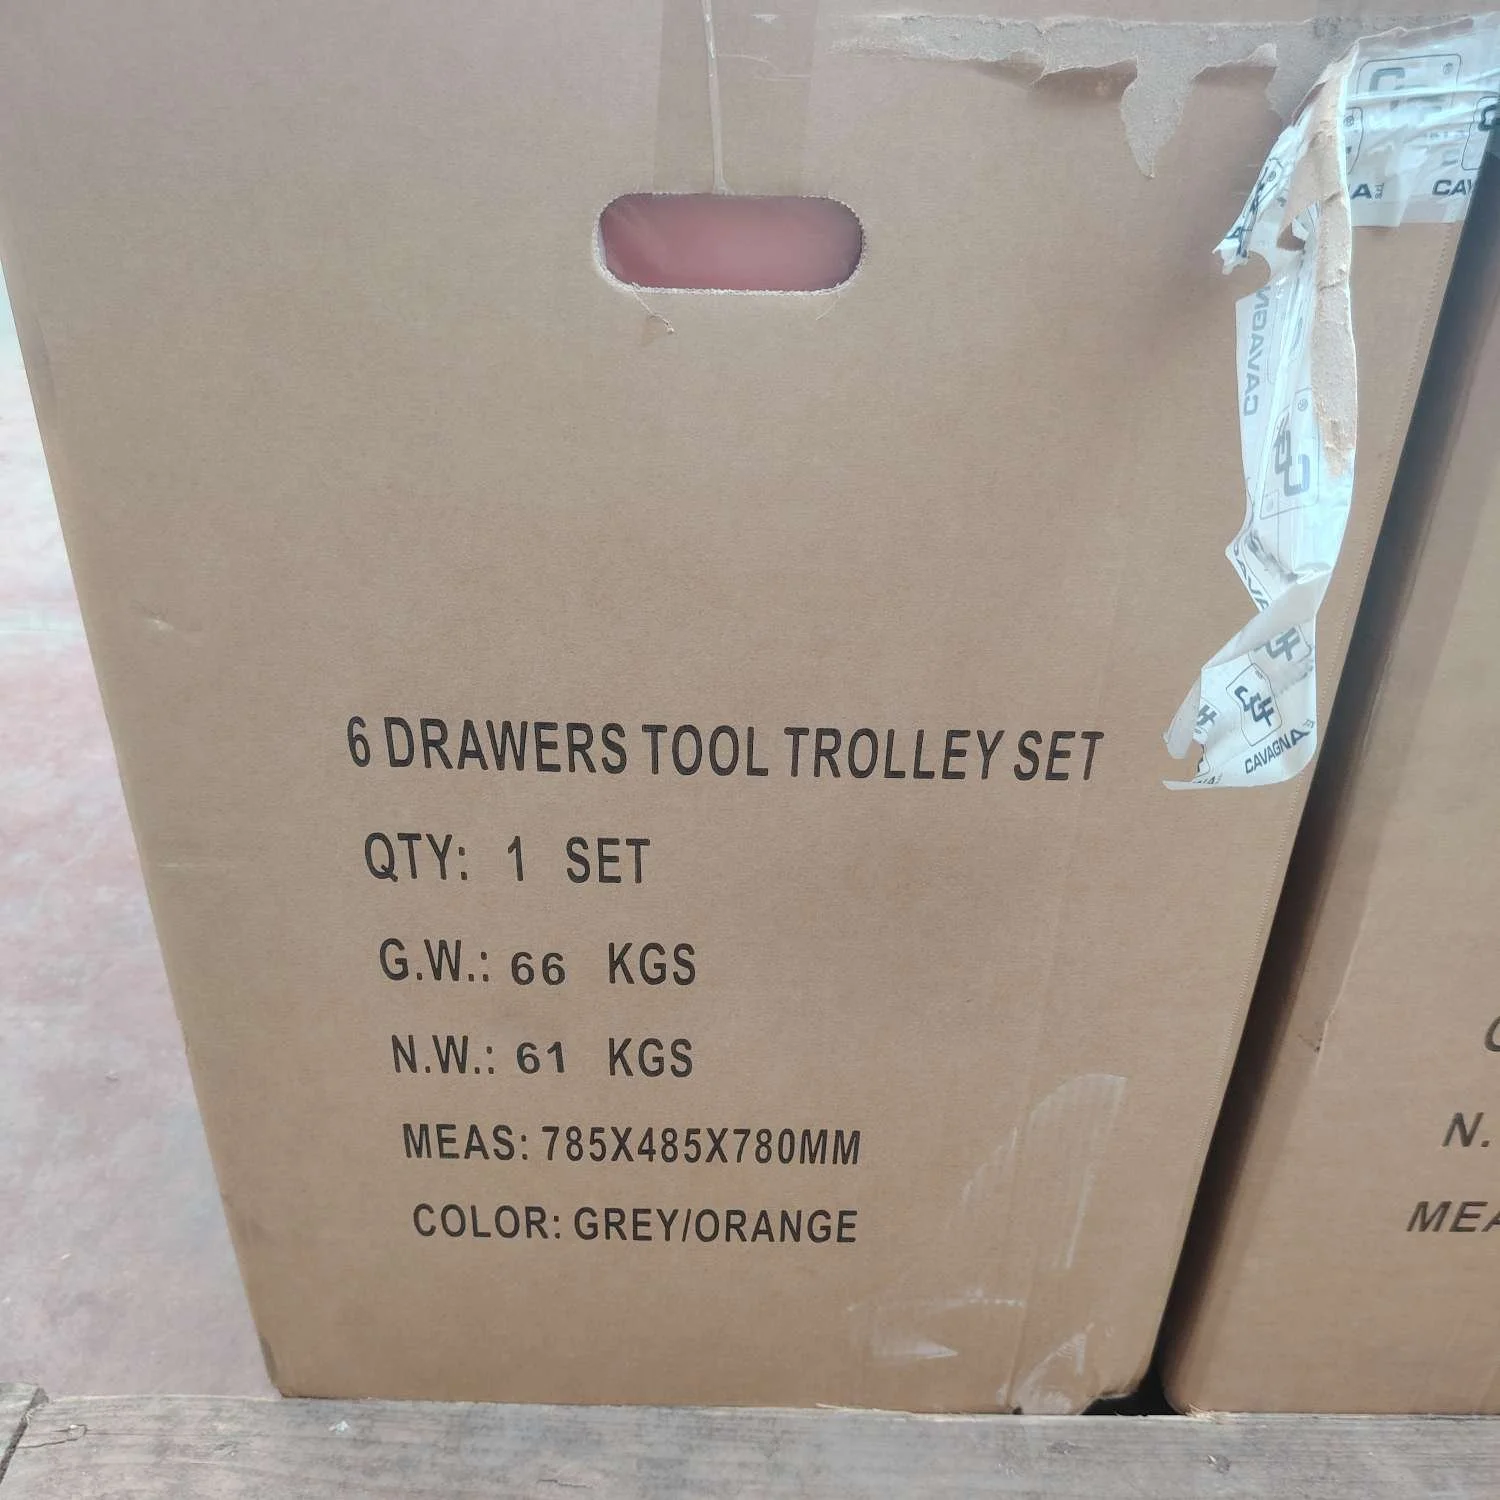 6 DRAWERS TOOL TROLLEY SET
QTY: 1 SET
G.W.: 66 KGS
N.W.: 61 KGS
MEAS: 785X485X780MM
COLOR: GREY/ORANGE
CAVAGNA
CAVAGNA
N.